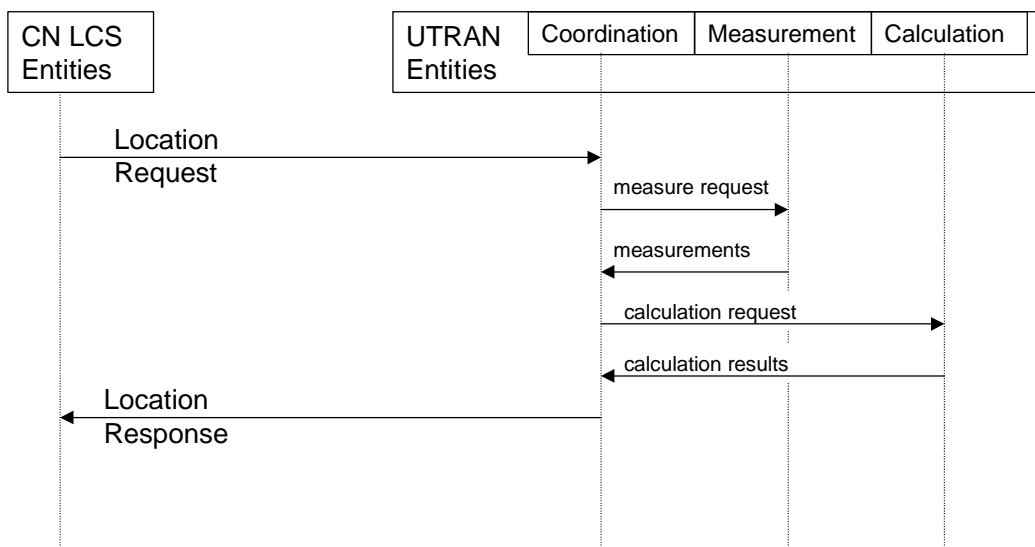 CN LCS
Entities
UTRAN
Entities
Coordination
Measurement
Calculation
Location
Request
measure request
measurements
calculation request
calculation results
Location
Response